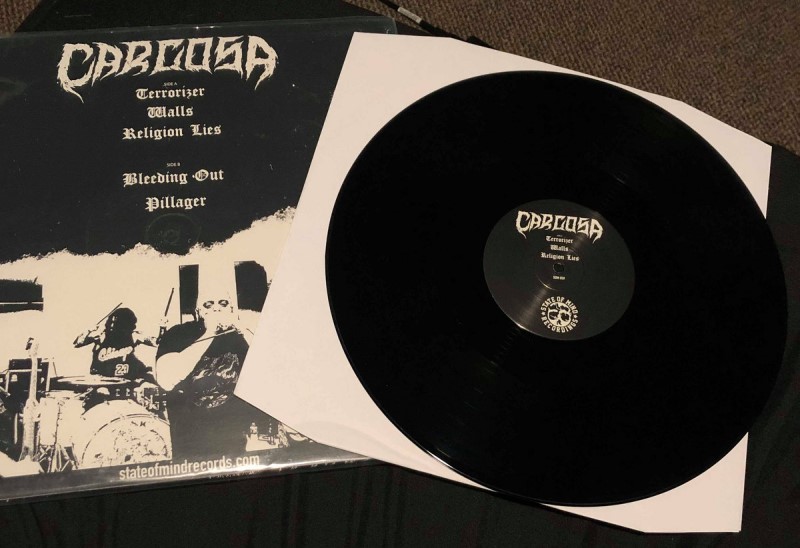 CARCOSA
SIDE A
Terrorizer
Walls
Religion Lies
SIDE B
Bleeding Out
Pillager
23
stateofmindrecords.com
CARCOSA
Terrorizer
Walls
Religion Lies
STATE OF MIND
RECORDINGS